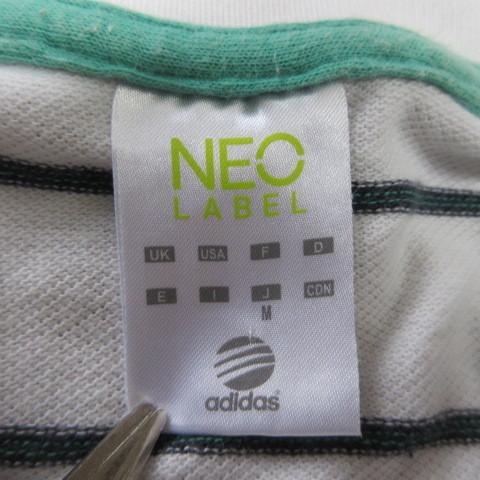 NEO
LABEL
UK USA F D
E I J CDN
M
adidas